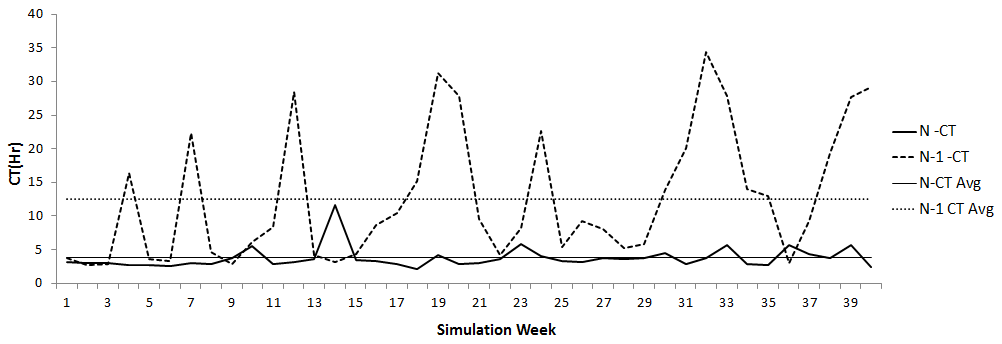 40
35
30
25
20
15
10
5
0
CT(Hr)
1 3 5 7 9 11 13 15 17 19 21 23 25 27 29 31 33 35 37 39
Simulation Week
N -CT
N-1 -CT
N-CT Avg
N-1 CT Avg